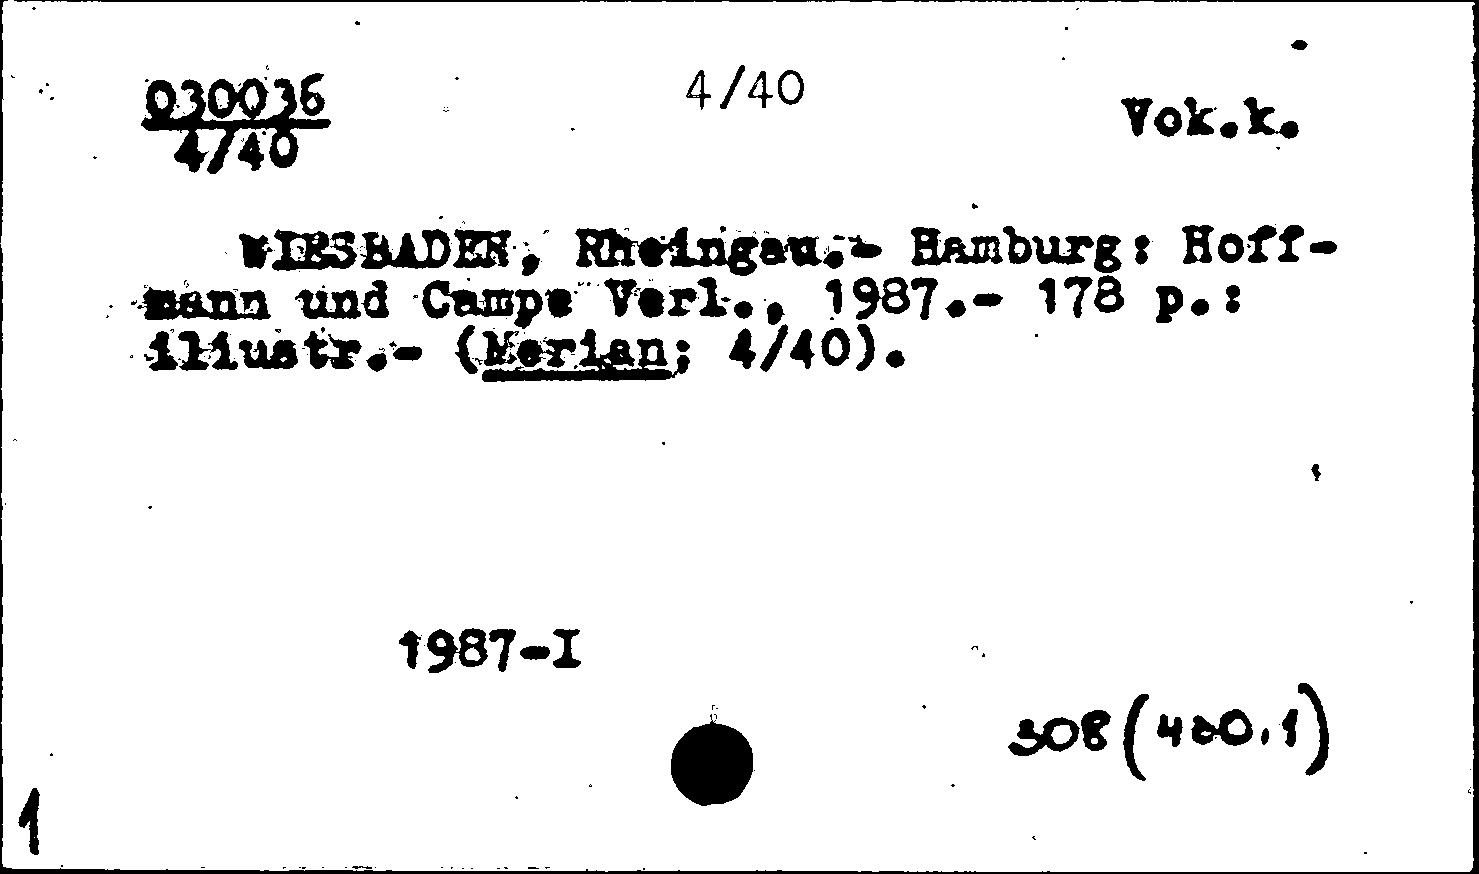 030036 4/40 Vok.k.
4/40
WIESBADEN, Rheingau.- Hamburg: Hoff-
mann und Campe Verl., 1987.- 178 p.:
illustr.- (Merian; 4/40).
1987-I
308(430.1)
1